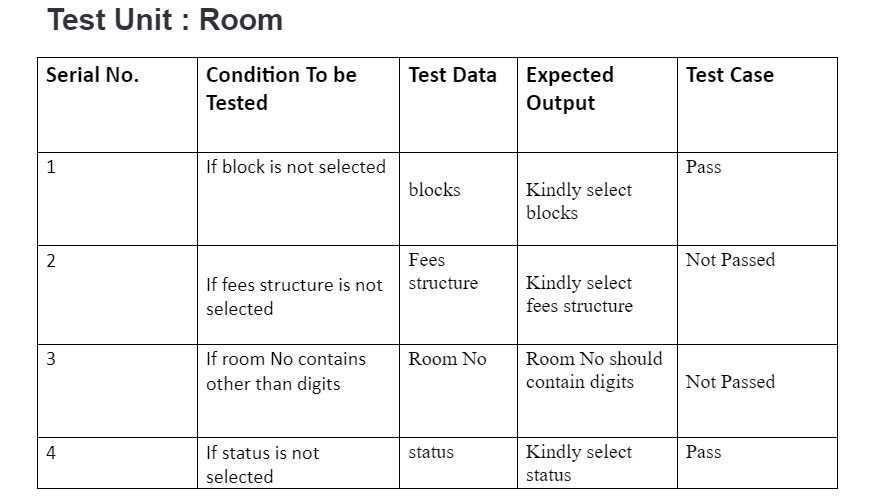 Test Unit : Room
Serial No.
Condition To be
Tested
Test Data
Expected
Output
Test Case
1
If block is not selected
blocks
Kindly select
blocks
Pass
2
If fees structure is not
selected
Fees
structure
Kindly select
fees structure
Not Passed
3
If room No contains
other than digits
Room No
Room No should
contain digits
Not Passed
4
If status is not
selected
status
Kindly select
status
Pass